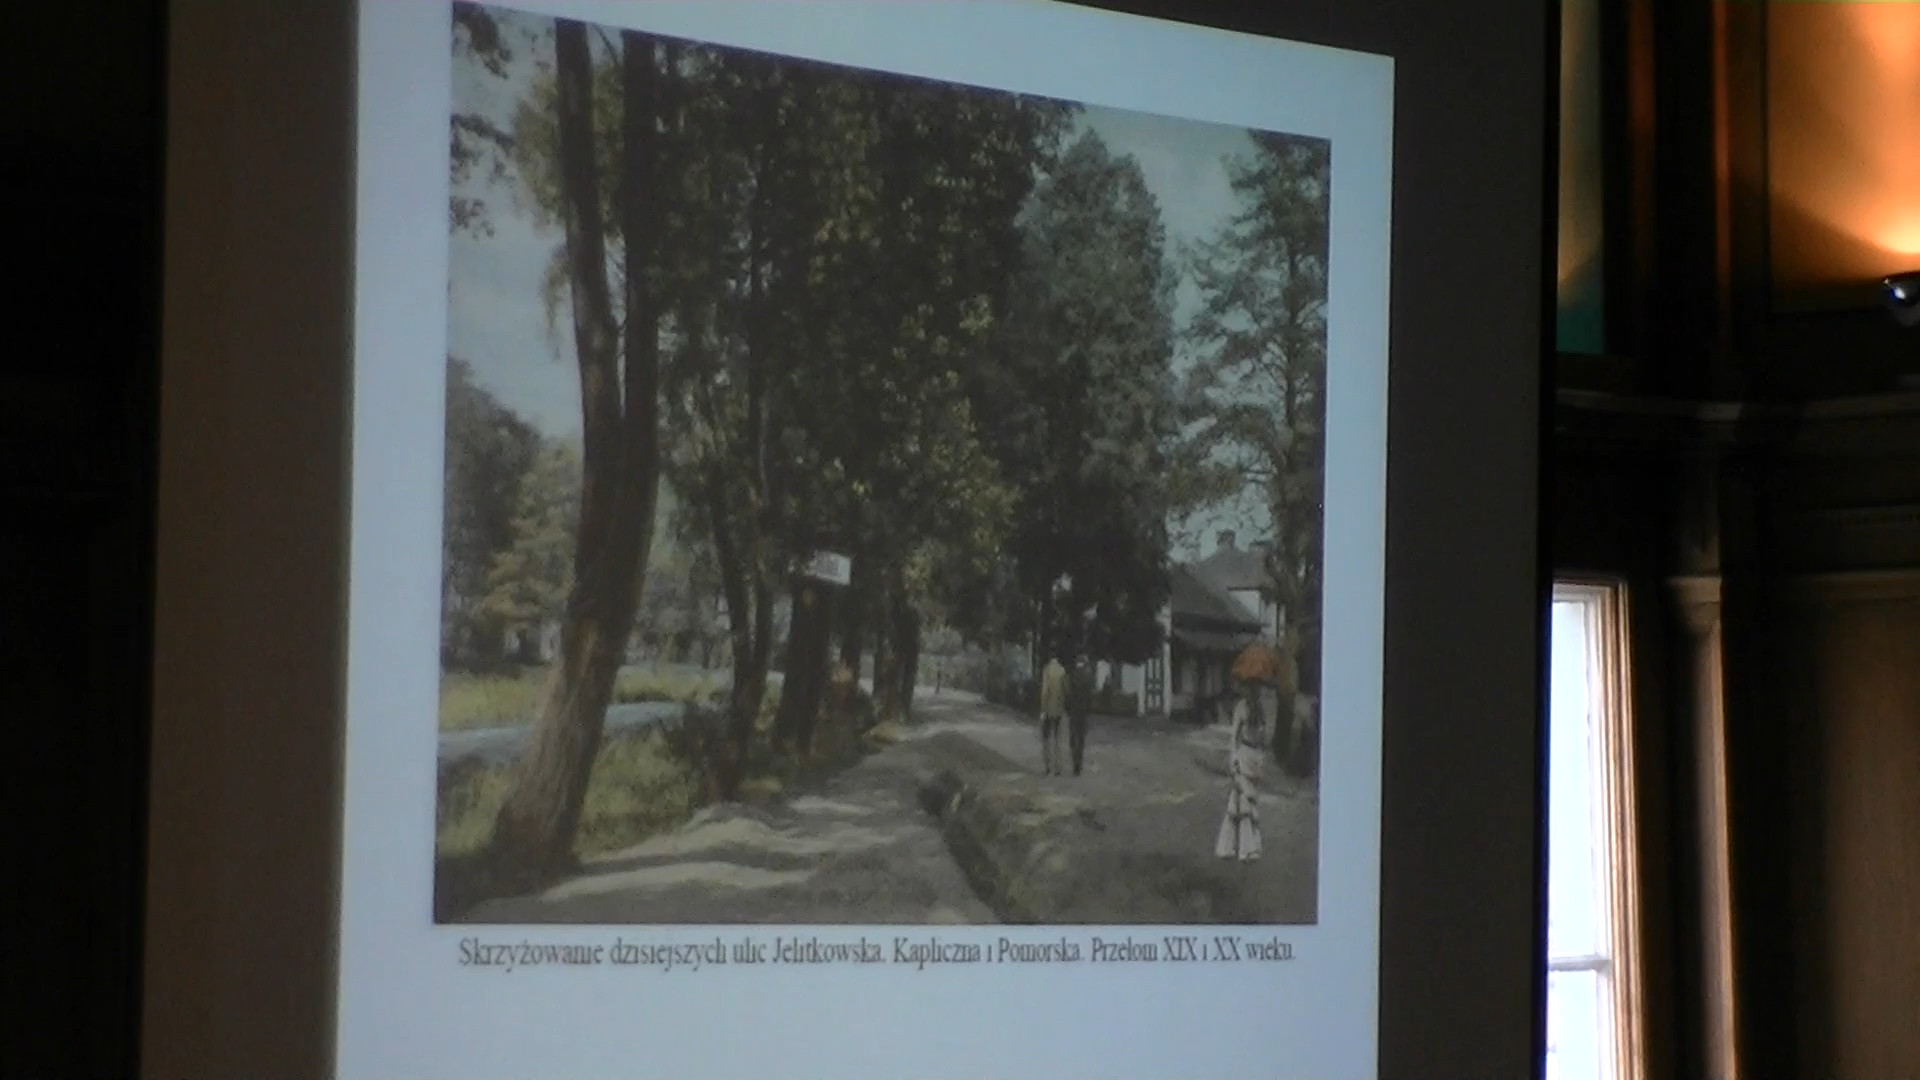 Skrzyżowanie dzisiejszych ulic Jelitkowska, Kapliczna i Pomorska. Przełom XIX i XX wieku.